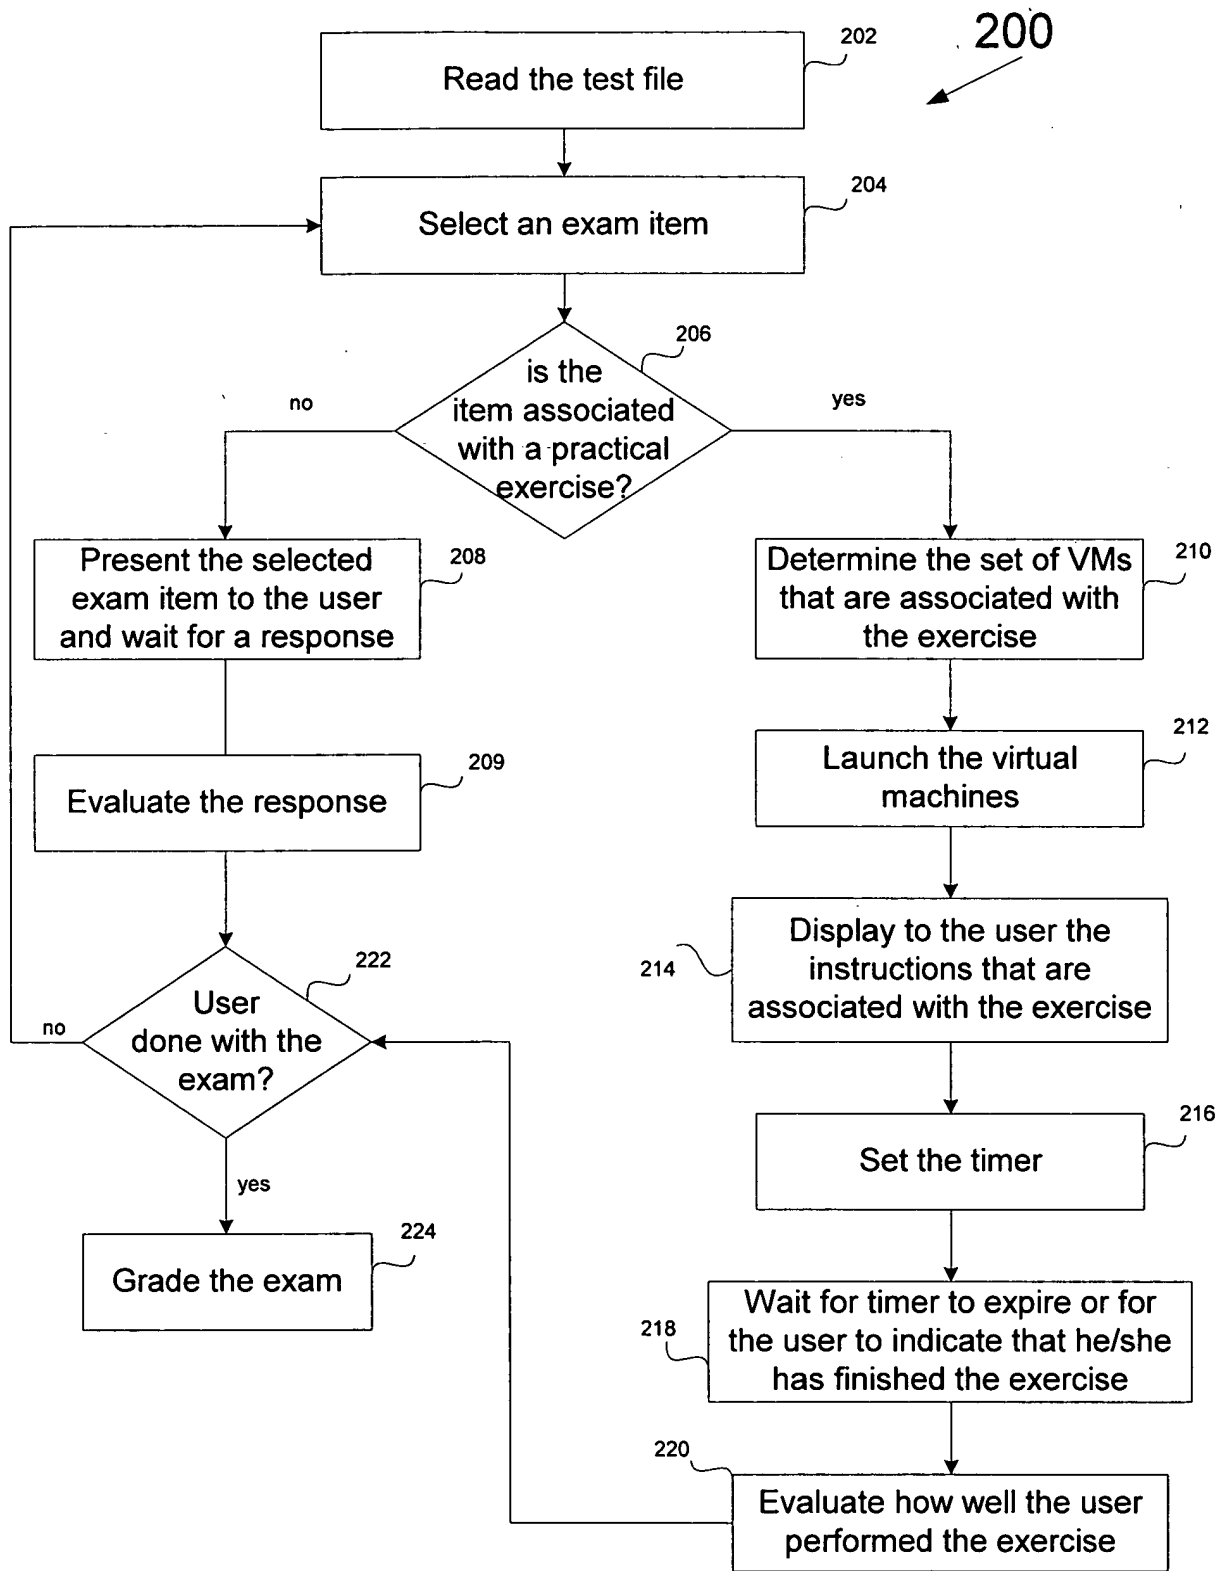 200
202
Read the test file
204
Select an exam item
206
is the
item associated
with a practical
exercise?
no
yes
Present the selected
exam item to the user
and wait for a response
208
Determine the set of VMs
that are associated with
the exercise
210
Evaluate the response
209
Launch the virtual
machines
212
Display to the user the
instructions that are
associated with the exercise
214
222
User
done with the
exam?
no
yes
Set the timer
216
Grade the exam
224
Wait for timer to expire or for
the user to indicate that he/she
has finished the exercise
218
220
Evaluate how well the user
performed the exercise